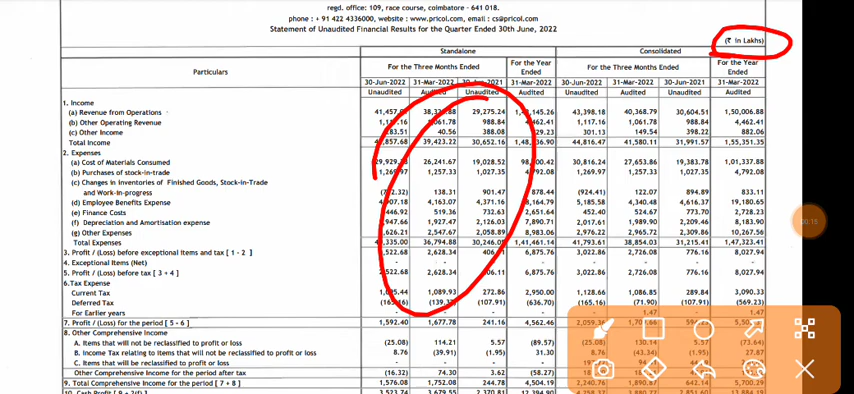 regd. office: 109, race course, coimbatore - 641 018.
phone : + 91 422 4336000, website : www.pricol.com, email : cs@pricol.com
Statement of Unaudited Financial Results for the Quarter Ended 30th June, 2022
(₹ in Lakhs)
Particulars Standalone Consolidated
For the Three Months Ended For the Year Ended For the Three Months Ended For the Year Ended
30-Jun-2022 31-Mar-2022 30-Jun-2021 31-Mar-2022 30-Jun-2022 31-Mar-2022 30-Jun-2021 31-Mar-2022
Unaudited Audited Unaudited Audited Unaudited Audited Unaudited Audited
1. Income
(a) Revenue from Operations 29,275.24 43,398.18 40,368.79 30,604.51 1,50,006.88
(b) Other Operating Revenue 988.84 1,117.16 1,061.78 988.84 4,462.41
(c) Other Income 40.56 388.08 301.13 149.54 398.22 882.06
Total Income 39,423.22 30,652.16 44,816.47 41,580.11 31,991.57 1,55,351.35
2. Expenses
(a) Cost of Materials Consumed 26,241.67 19,028.52 30,816.24 27,653.86 19,383.78 1,01,337.88
(b) Purchases of stock-in-trade 1,257.33 1,027.35 1,269.97 1,257.33 1,027.35 4,792.08
(c) Changes in Inventories of Finished Goods, Stock-in-Trade
and Work-in-progress 138.31 901.47 878.44 (924.41) 122.07 894.89 833.11
(d) Employee Benefits Expense 4,163.07 4,371.16 5,185.58 4,340.48 4,316.67 19,180.65
(e) Finance Costs 519.36 732.63 2,651.64 452.40 524.67 773.70 2,728.23
(f) Depreciation and Amortisation expense 1,927.47 2,126.03 7,890.71 2,017.61 1,989.90 2,209.46 8,183.90
(g) Other Expenses 2,547.67 2,058.89 8,983.06 2,976.22 2,965.72 2,809.86 10,267.56
Total Expenses 36,794.88 1,41,461.14 41,793.61 38,854.03 31,215.41 1,47,323.41
3. Profit / (Loss) before exceptional items and tax [ 1 - 2 ] 2,628.34 6,875.76 3,022.86 2,726.08 776.16 8,027.94
4. Exceptional Items (Net) - - - - - -
5. Profit / (Loss) before tax [ 3 + 4 ] 2,628.34 6,875.76 3,022.86 2,726.08 776.16 8,027.94
6.Tax Expense
Current Tax 1,089.93 272.86 2,950.00 1,128.66 1,086.85 289.84 3,090.33
Deferred Tax (107.91) (636.70) (165.16) (71.90) (107.91) (569.23)
For Earlier years - - - - - 1.47 - 1.47
7. Profit / (Loss) for the period [ 5 - 6 ] 1,592.40 1,677.78 241.16 4,562.46
8. Other Comprehensive Income
A. Items that will not be reclassified to profit or loss (25.08) 114.21 5.57 (89.57) (25.08) 130.14 5.57 (73.64)
B. Income Tax relating to items that will not be reclassified to profit or loss 8.76 (39.91) (1.95) 31.30 8.76 (43.34) (1.95) 27.87
C. Items that will be reclassified to profit or loss - - - -
Other Comprehensive Income for the period after tax (16.32) 74.30 3.62 (58.27)
9. Total Comprehensive Income for the period [ 7 + 8 ] 1,576.08 1,752.08 244.78 4,504.19 2,240.76 642.14 5,700.29
00:15